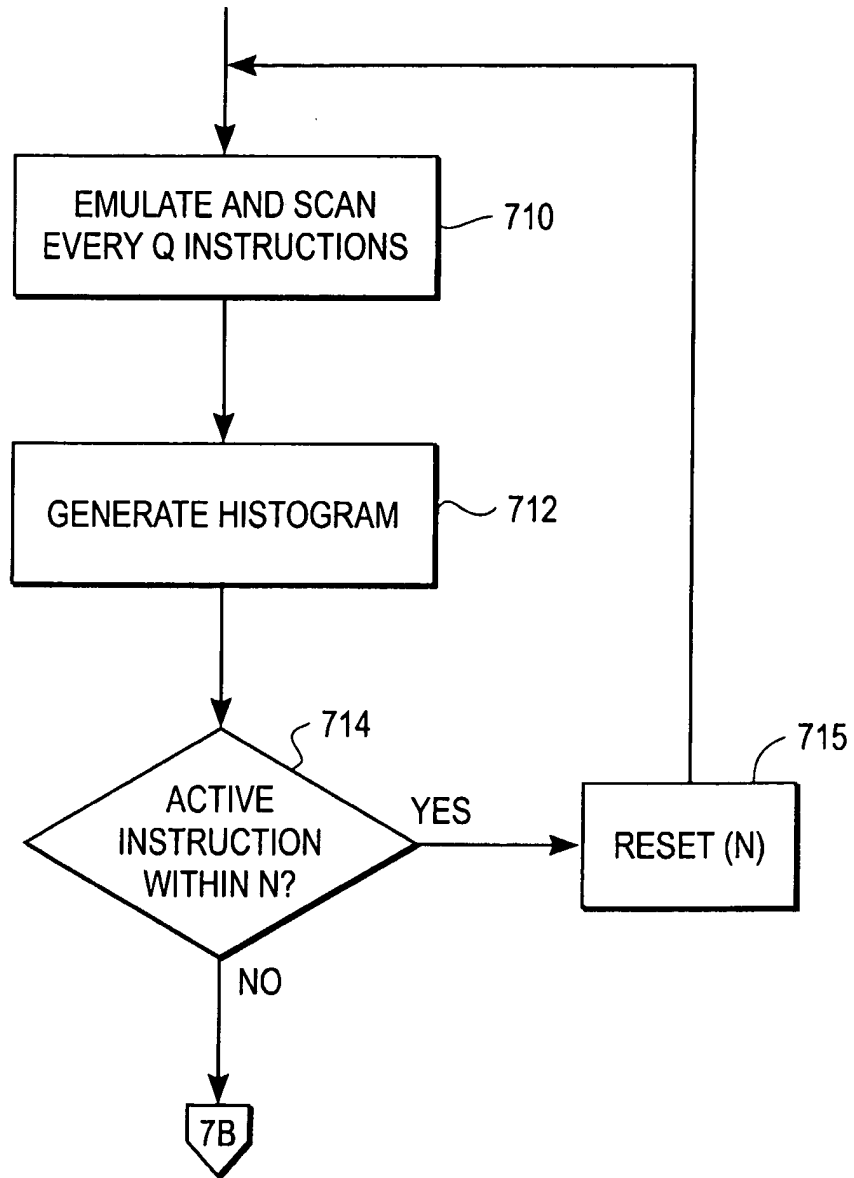 EMULATE AND SCAN
EVERY Q INSTRUCTIONS
710
GENERATE HISTOGRAM
712
714
ACTIVE
INSTRUCTION
WITHIN N?
YES
715
RESET (N)
NO
7B